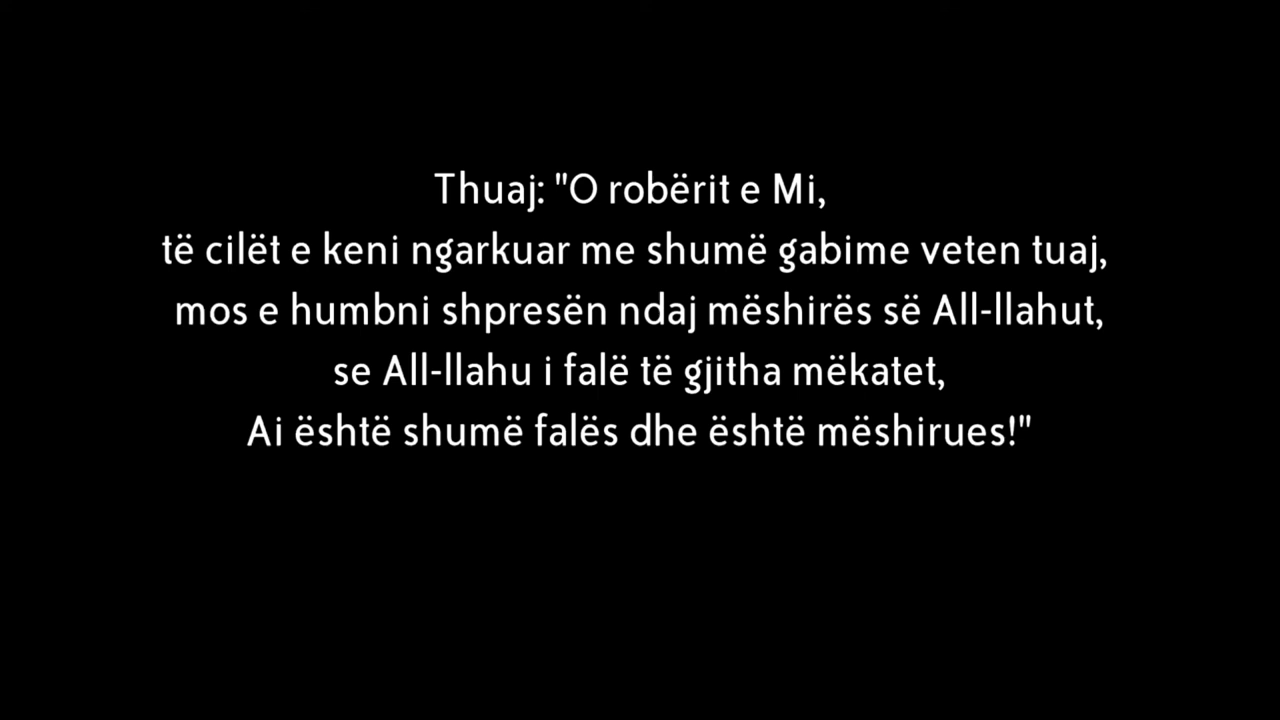 Thuaj: "O robërit e Mi,
të cilët e keni ngarkuar me shumë gabime veten tuaj,
mos e humbni shpresën ndaj mëshirës së All-llahut,
se All-llahu i falë të gjitha mëkatet,
Ai është shumë falës dhe është mëshirues!"